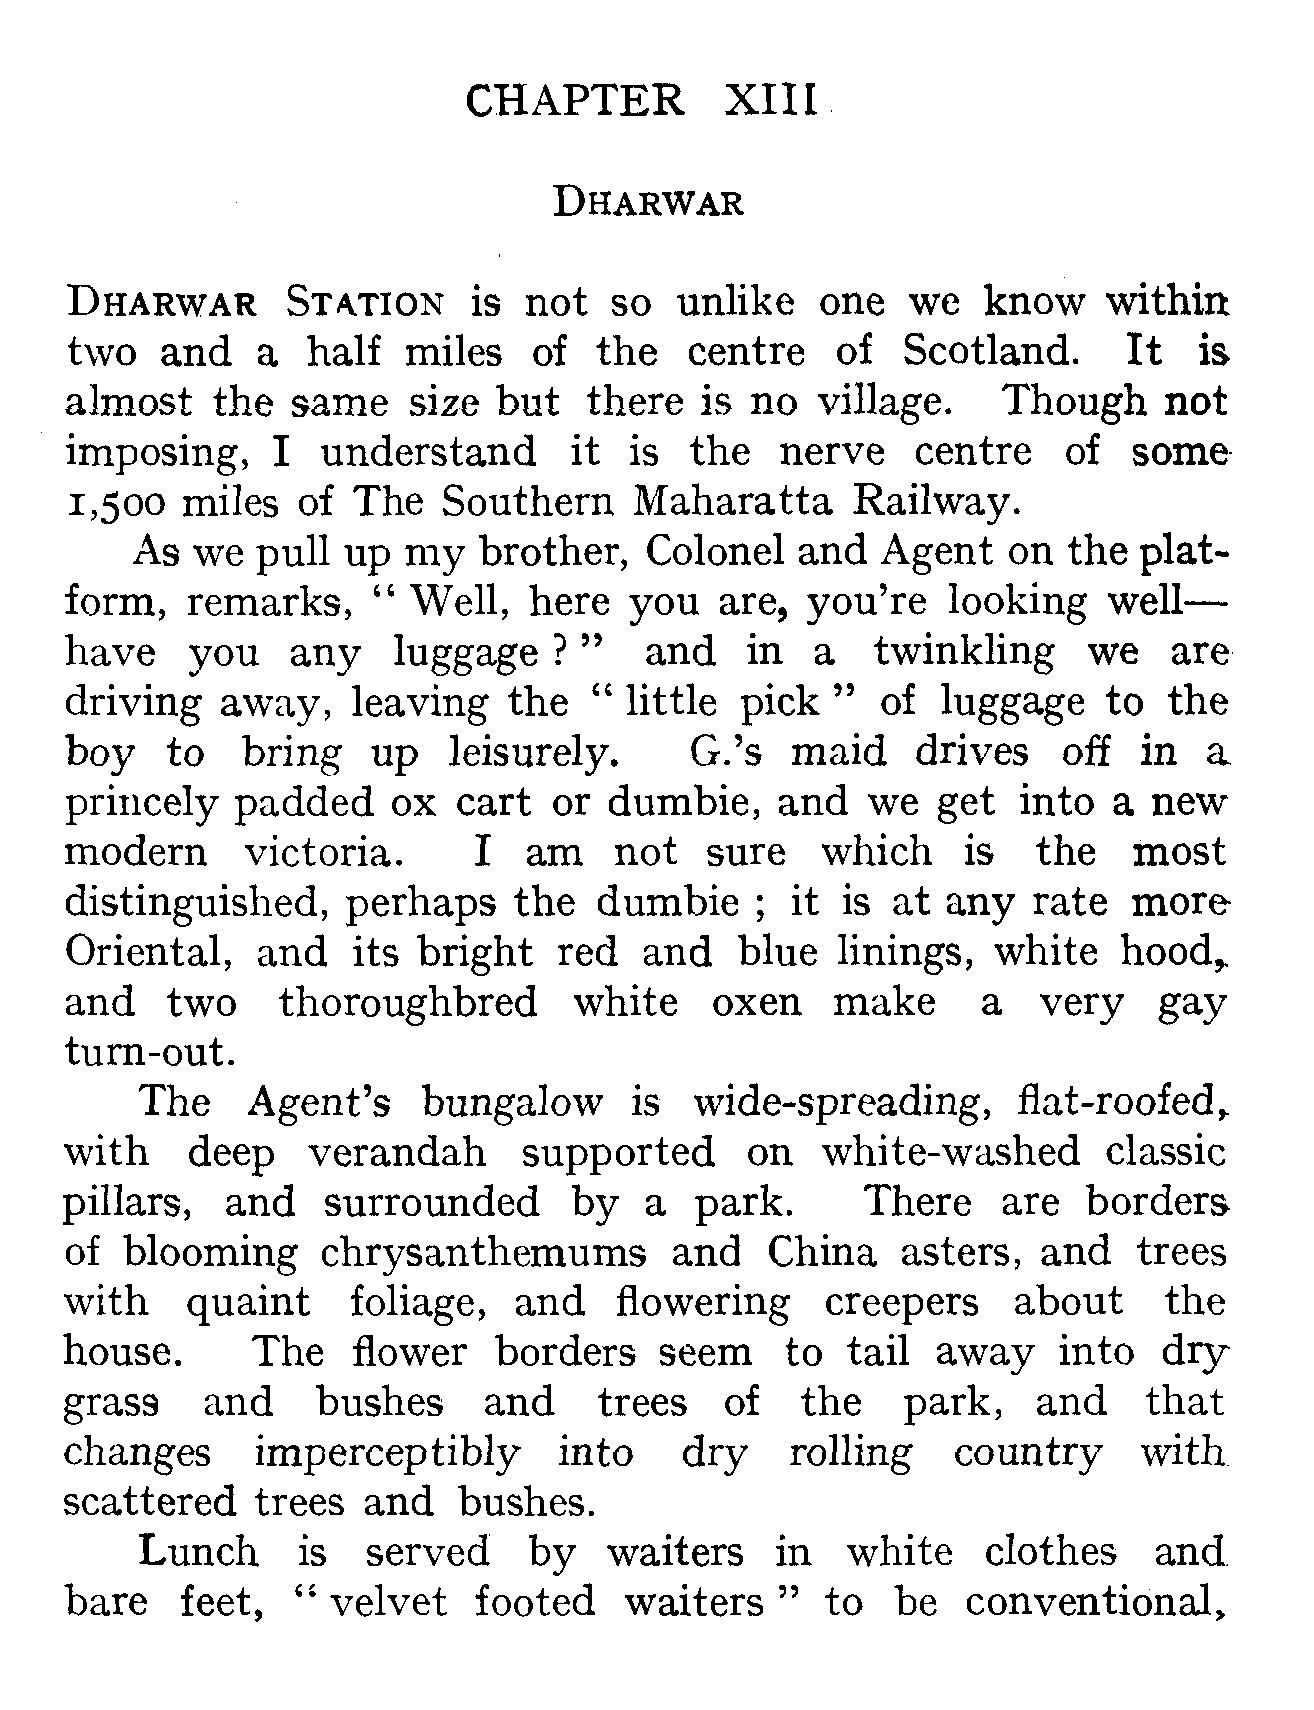 CHAPTER XIII
DHARWAR
DHARWAR STATION is not so unlike one we know within
two and a half miles of the centre of Scotland. It is
almost the same size but there is no village. Though not
imposing, I understand it is the nerve centre of some
1,500 miles of The Southern Maharatta Railway.
As we pull up my brother, Colonel and Agent on the plat-
form, remarks, “ Well, here you are, you’re looking well—
have you any luggage ? ” and in a twinkling we are
driving away, leaving the “ little pick ” of luggage to the
boy to bring up leisurely. G.’s maid drives off in a
princely padded ox cart or dumbie, and we get into a new
modern victoria. I am not sure which is the most
distinguished, perhaps the dumbie ; it is at any rate more
Oriental, and its bright red and blue linings, white hood,
and two thoroughbred white oxen make a very gay
turn-out.
The Agent’s bungalow is wide-spreading, flat-roofed,
with deep verandah supported on white-washed classic
pillars, and surrounded by a park. There are borders
of blooming chrysanthemums and China asters, and trees
with quaint foliage, and flowering creepers about the
house. The flower borders seem to tail away into dry
grass and bushes and trees of the park, and that
changes imperceptibly into dry rolling country with
scattered trees and bushes.
Lunch is served by waiters in white clothes and
bare feet, “ velvet footed waiters ” to be conventional,